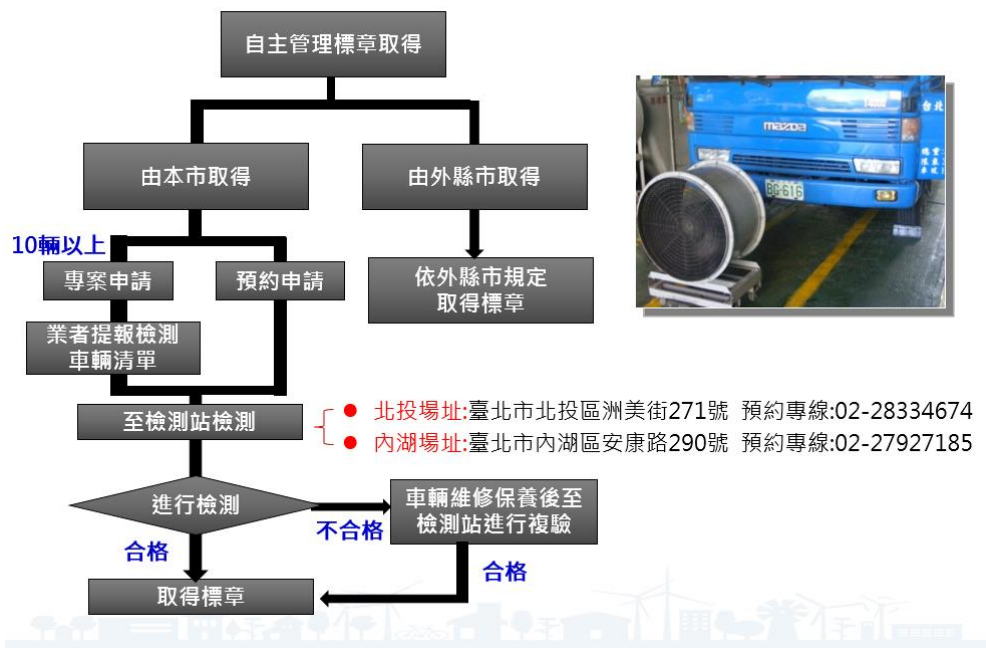 自主管理標章取得
由本市取得
由外縣市取得
10輛以上
專案申請
預約申請
依外縣市規定
取得標章
業者提報檢測
車輛清單
至檢測站檢測
● 北投場址:臺北市北投區洲美街271號 預約專線:02-28334674
● 內湖場址:臺北市內湖區安康路290號 預約專線:02-27927185
進行檢測
車輛維修保養後至
檢測站進行複驗
不合格
合格
合格
取得標章
mazda
BG-616
台北